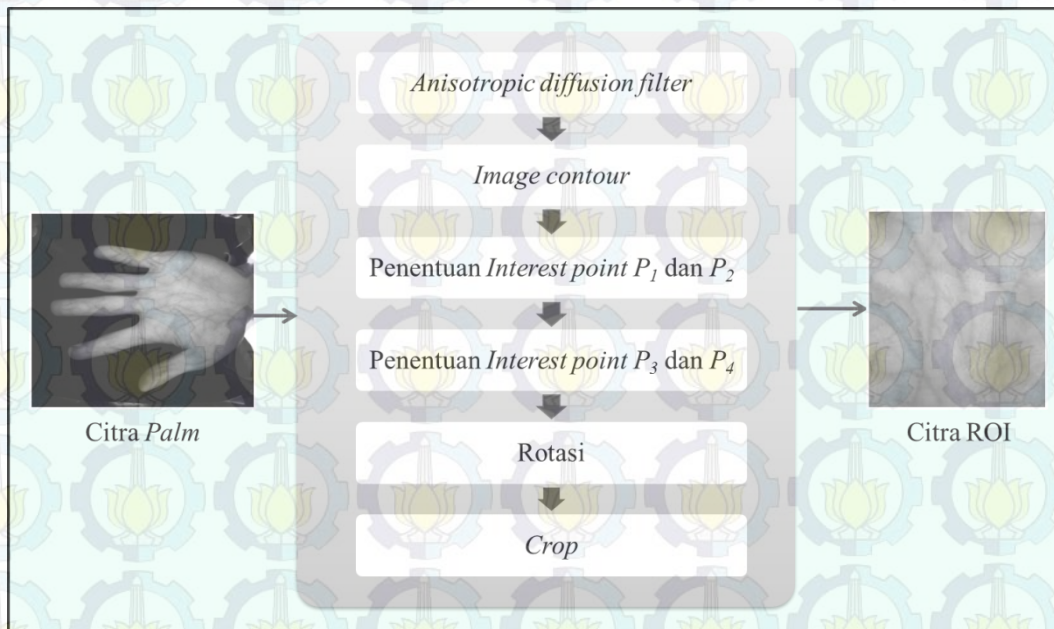 Anisotropic diffusion filter
Image contour
Penentuan Interest point P₁ dan P₂
Penentuan Interest point P₃ dan P₄
Rotasi
Crop
Citra Palm
Citra ROI